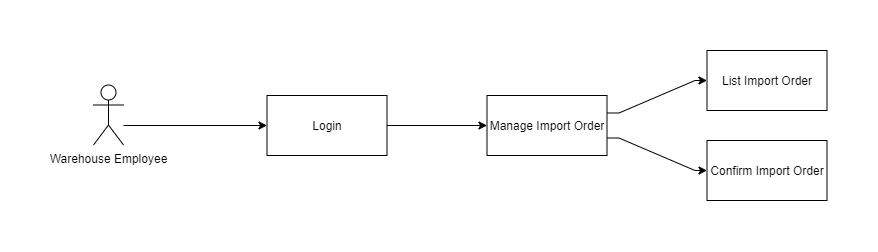 Warehouse Employee
Login
Manage Import Order
List Import Order
Confirm Import Order